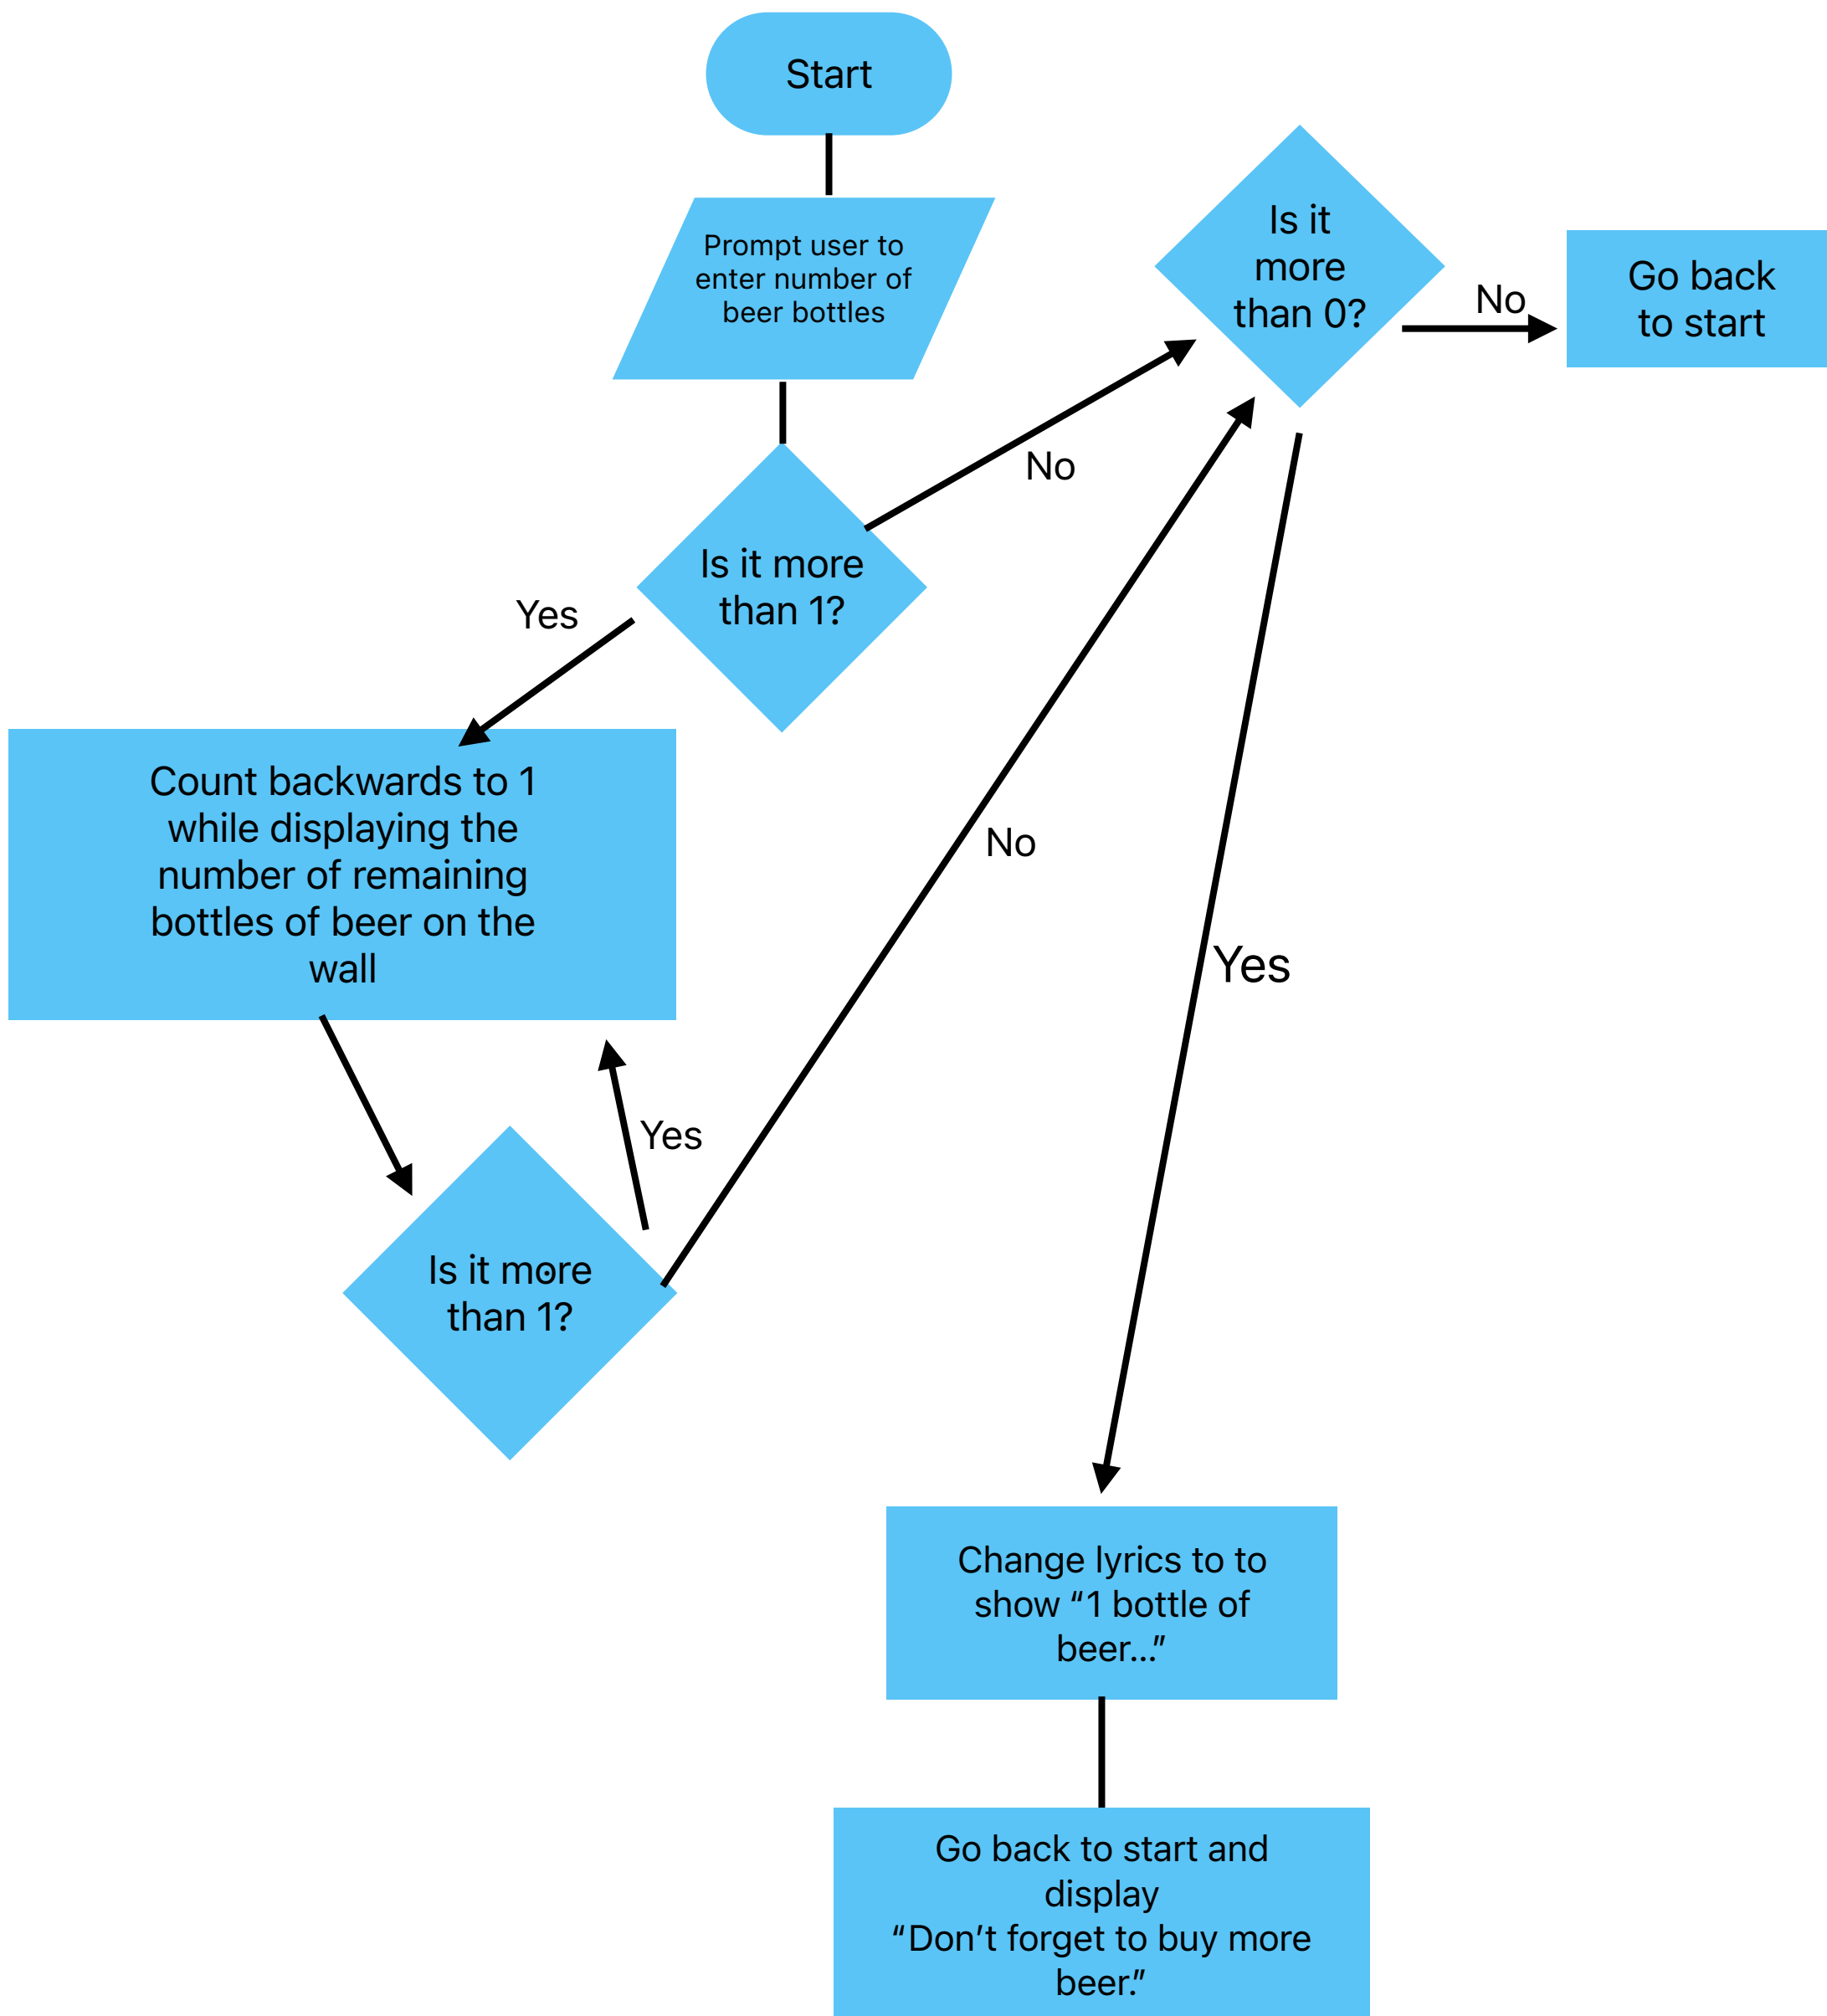 Start
Prompt user to
enter number of
beer bottles
Is it
more
than 0?
No
Go back
to start
No
Is it more
than 1?
Yes
Count backwards to 1
while displaying the
number of remaining
bottles of beer on the
wall
No
Yes
Yes
Is it more
than 1?
Change lyrics to to
show “1 bottle of
beer...”
Go back to start and
display
“Don’t forget to buy more
beer.”